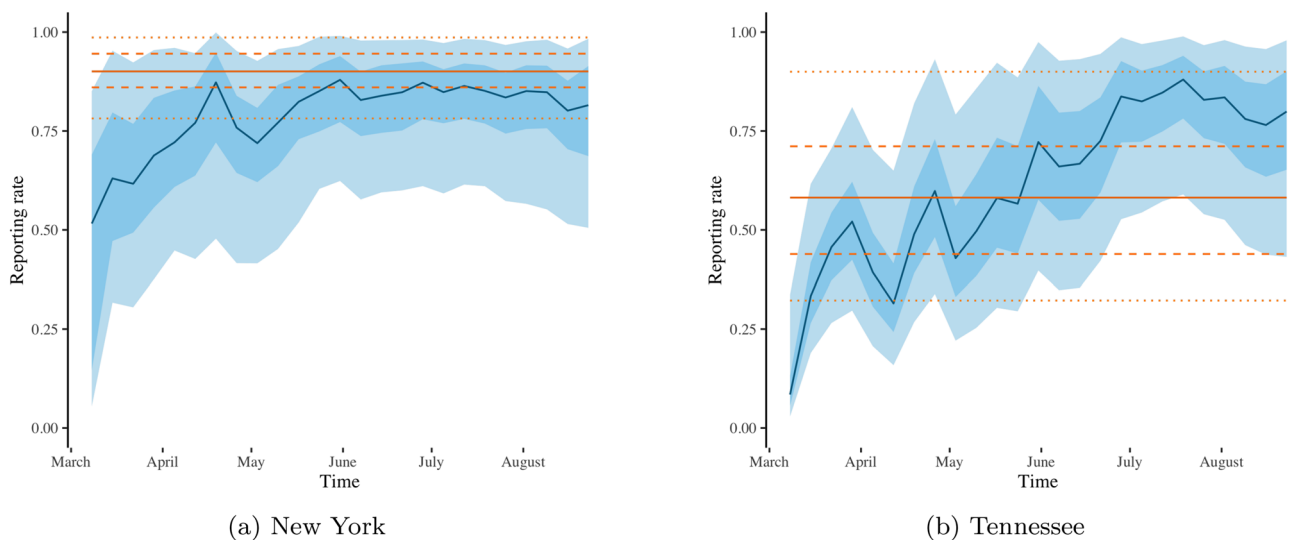 1.00
0.75
0.50
0.25
0.00
Reporting rate
March April May June July August
Time
(a) New York
1.00
0.75
0.50
0.25
0.00
Reporting rate
March April May June July August
Time
(b) Tennessee